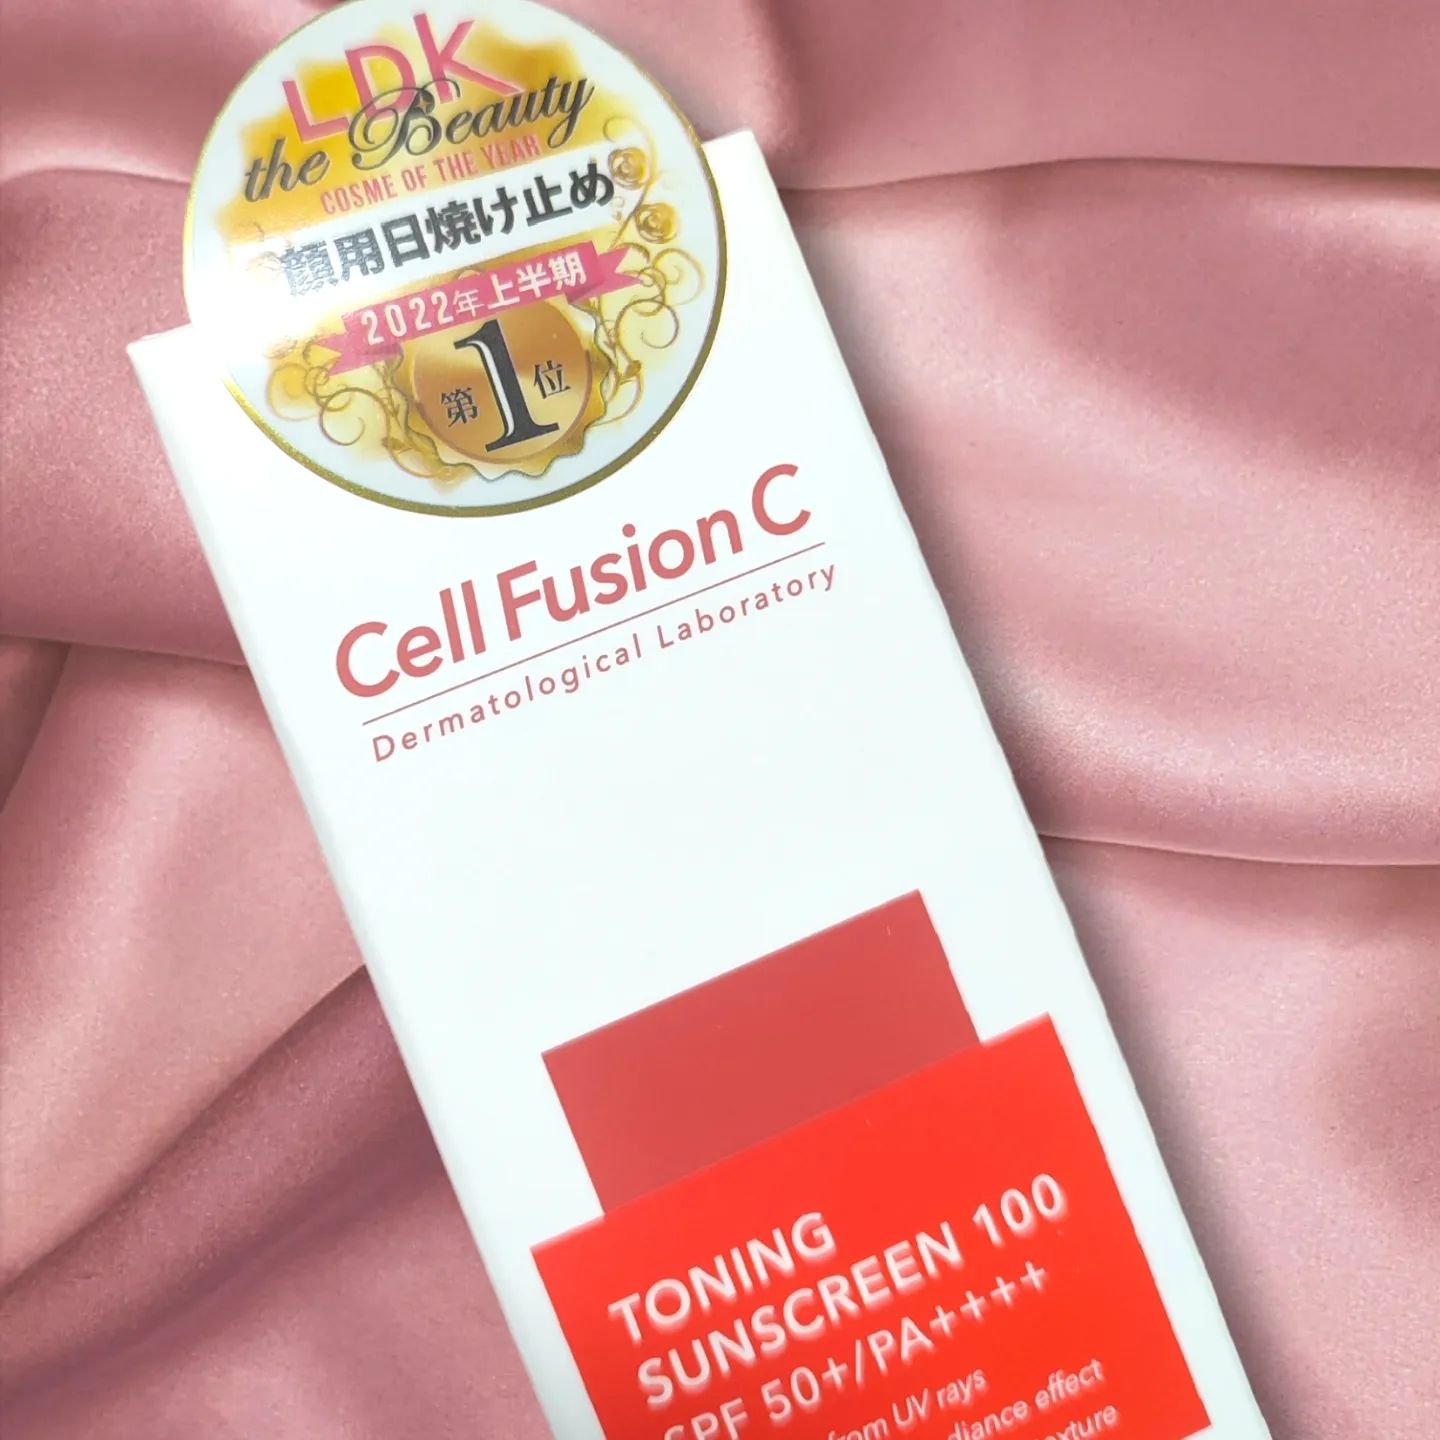 LDK
the Beauty
COSME OF THE YEAR
顔用日焼け止め
2022年上半期
第1位
Cell Fusion C
Dermatological Laboratory
TONING
SUNSCREEN 100
SPF 50+/PA++++
from UV rays
effect